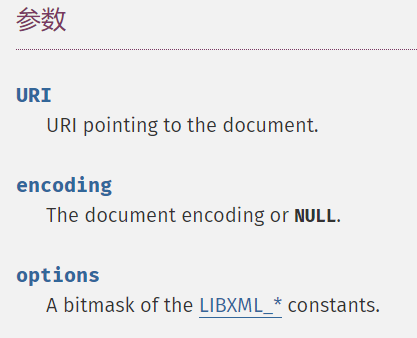 参数
URI
URI pointing to the document.
encoding
The document encoding or NULL.
options
A bitmask of the LIBXML_* constants.